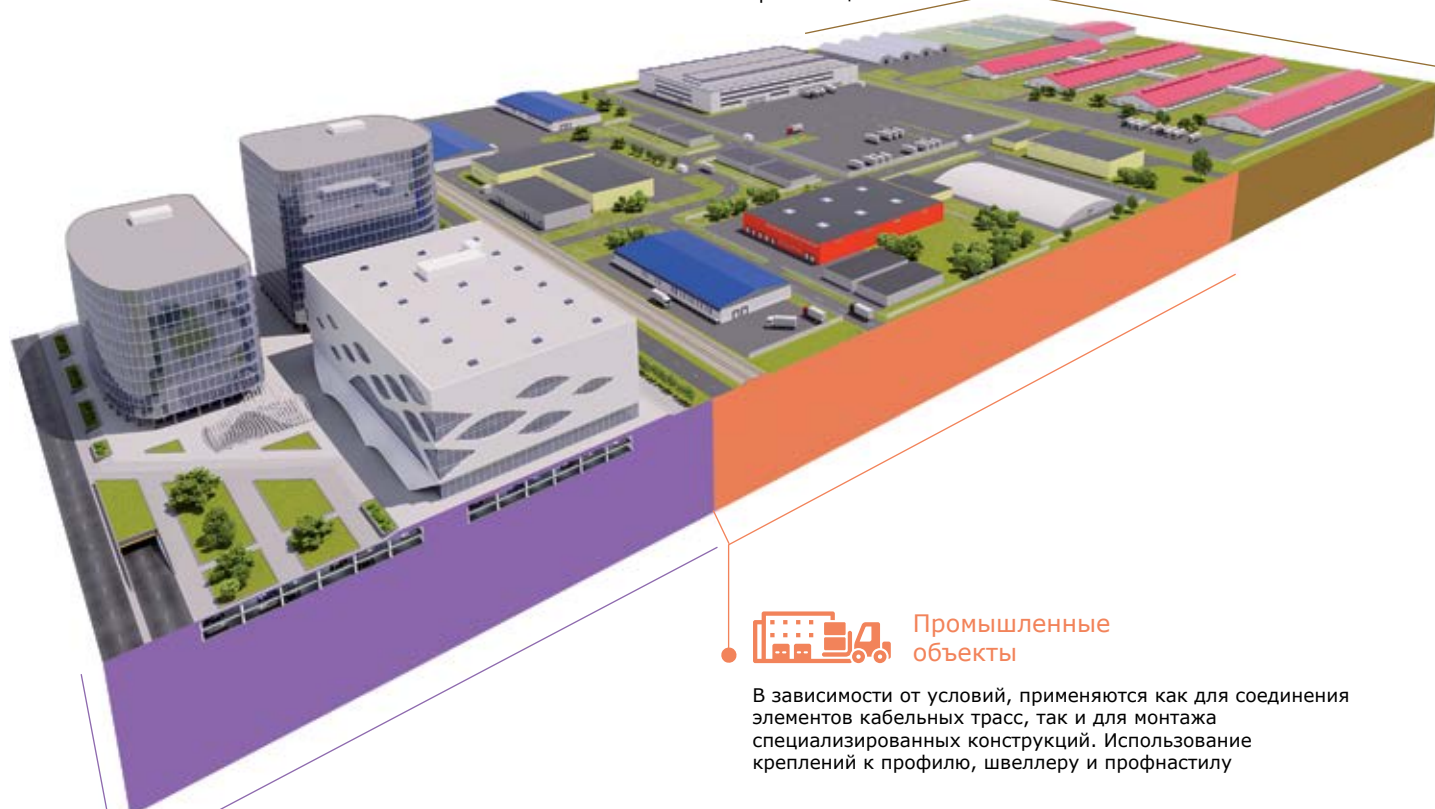 Промышленные
объекты
В зависимости от условий, применяются как для соединения
элементов кабельных трасс, так и для монтажа
специализированных конструкций. Использование
креплений к профилю, швеллеру и профнастилу